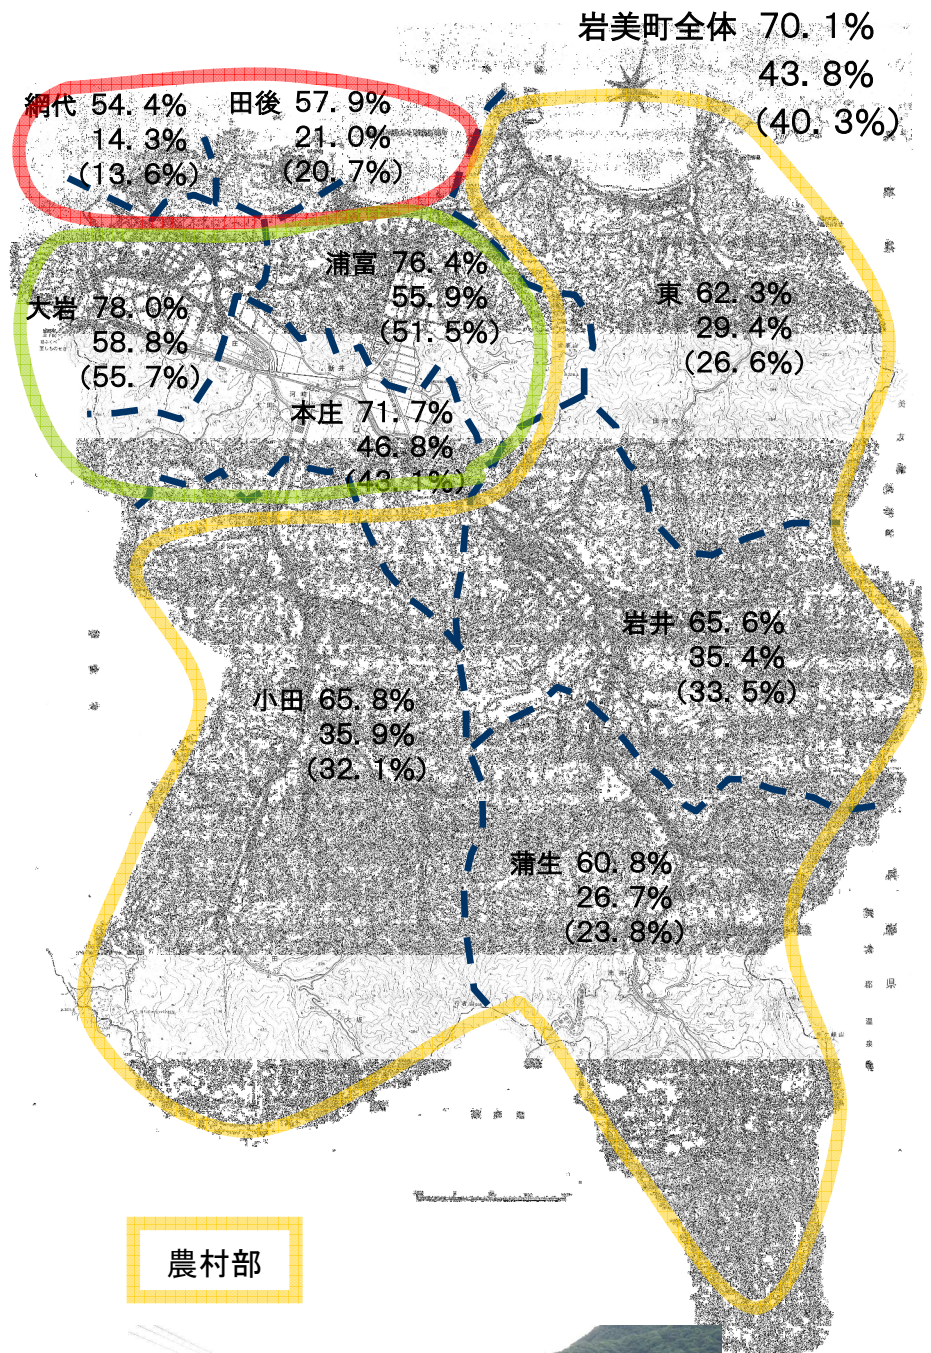 岩美町全体 70.1%
43.8%
(40.3%)
網代 54.4%
14.3%
(13.6%)
田後 57.9%
21.0%
(20.7%)
浦富 76.4%
55.9%
(51.5%)
大岩 78.0%
58.8%
(55.7%)
本庄 71.7%
46.8%
(43.1%)
東 62.3%
29.4%
(26.6%)
岩井 65.6%
35.4%
(33.5%)
小田 65.8%
35.9%
(32.1%)
蒲生 60.8%
26.7%
(23.8%)
農村部